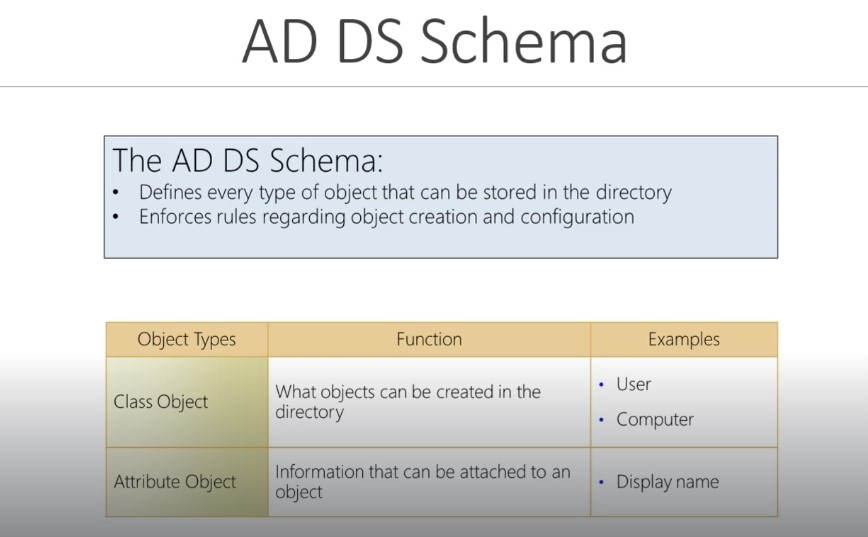 AD DS Schema
The AD DS Schema:
• Defines every type of object that can be stored in the directory
• Enforces rules regarding object creation and configuration
Object Types
Function
Examples
Class Object
What objects can be created in the
directory
• User
• Computer
Attribute Object
Information that can be attached to an
object
• Display name